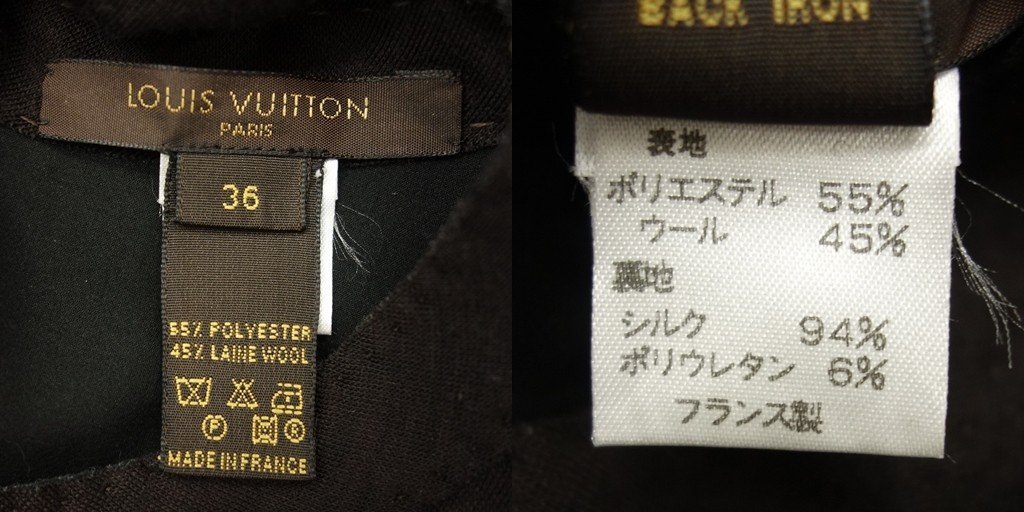 LOUIS VUITTON
PARIS
36
55% POLYESTER
45% LAINE WOOL
P
MADE IN FRANCE
BACK IRON
表地
ポリエステル 55%
ウール 45%
裏地
シルク 94%
ポリウレタン 6%
フランス製